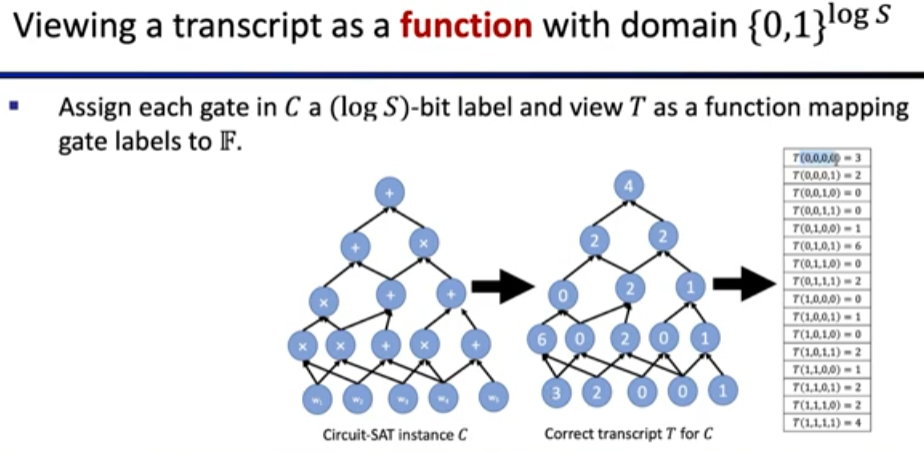 Viewing a transcript as a function with domain {0,1}^{log S}
▪ Assign each gate in C a (log S)-bit label and view T as a function mapping
gate labels to 𝔽.
+
+ ×
× + +
× × + × +
w₁ w₂ w₃ w₄ w₅
Circuit-SAT instance C
4
2 2
0 2 1
6 0 2 0 1
3 2 0 0 1
Correct transcript T for C
T(0,0,0,0) = 3
T(0,0,0,1) = 2
T(0,0,1,0) = 0
T(0,0,1,1) = 0
T(0,1,0,0) = 1
T(0,1,0,1) = 6
T(0,1,1,0) = 0
T(0,1,1,1) = 2
T(1,0,0,0) = 0
T(1,0,0,1) = 1
T(1,0,1,0) = 0
T(1,0,1,1) = 2
T(1,1,0,0) = 1
T(1,1,0,1) = 2
T(1,1,1,0) = 2
T(1,1,1,1) = 4